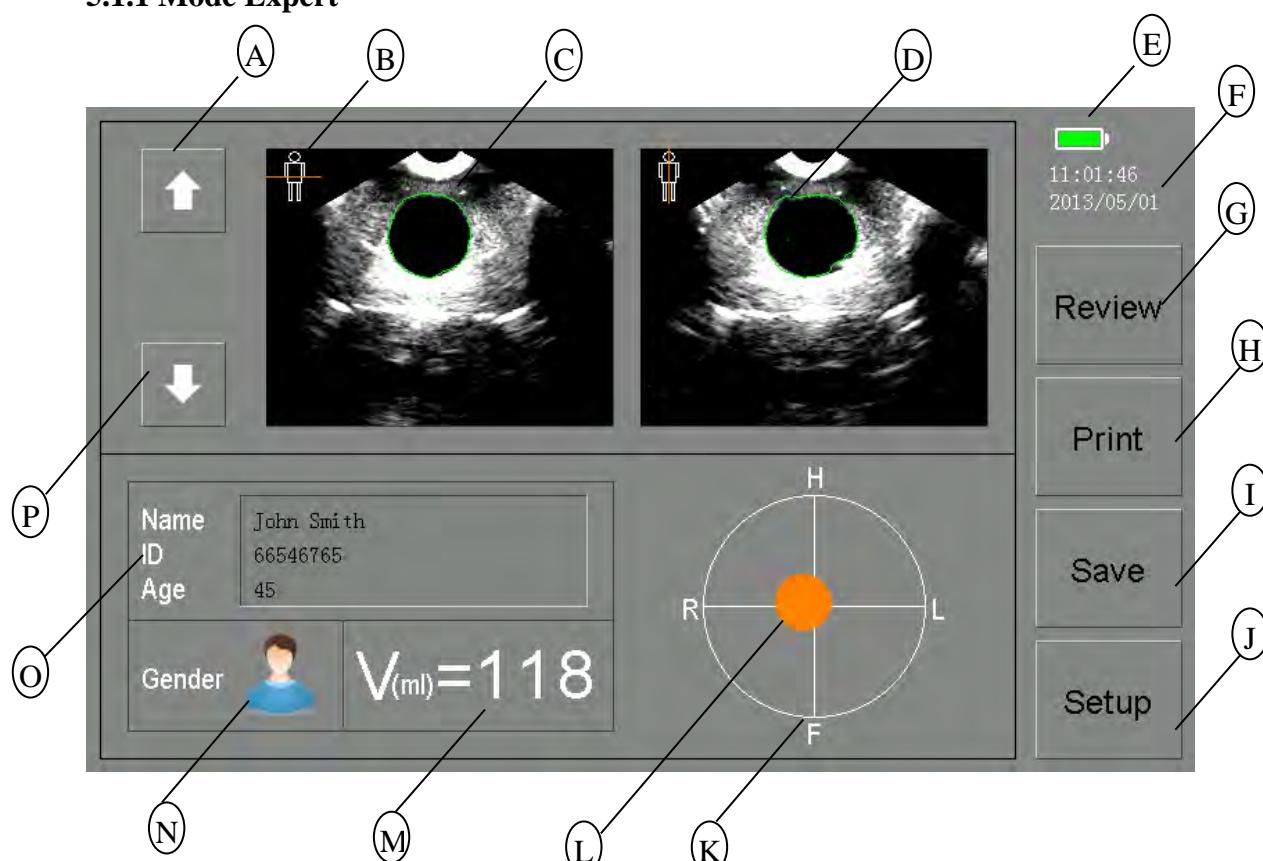 5.1.1 Mode Expert
A
B
C
D
E
F
11:01:46
2013/05/01
G
Review
H
Print
P
H
Name John Smith
ID 66546765
Age 45
I
Save
R
L
O
Gender
V(ml)=118
J
Setup
F
N
M
L
K